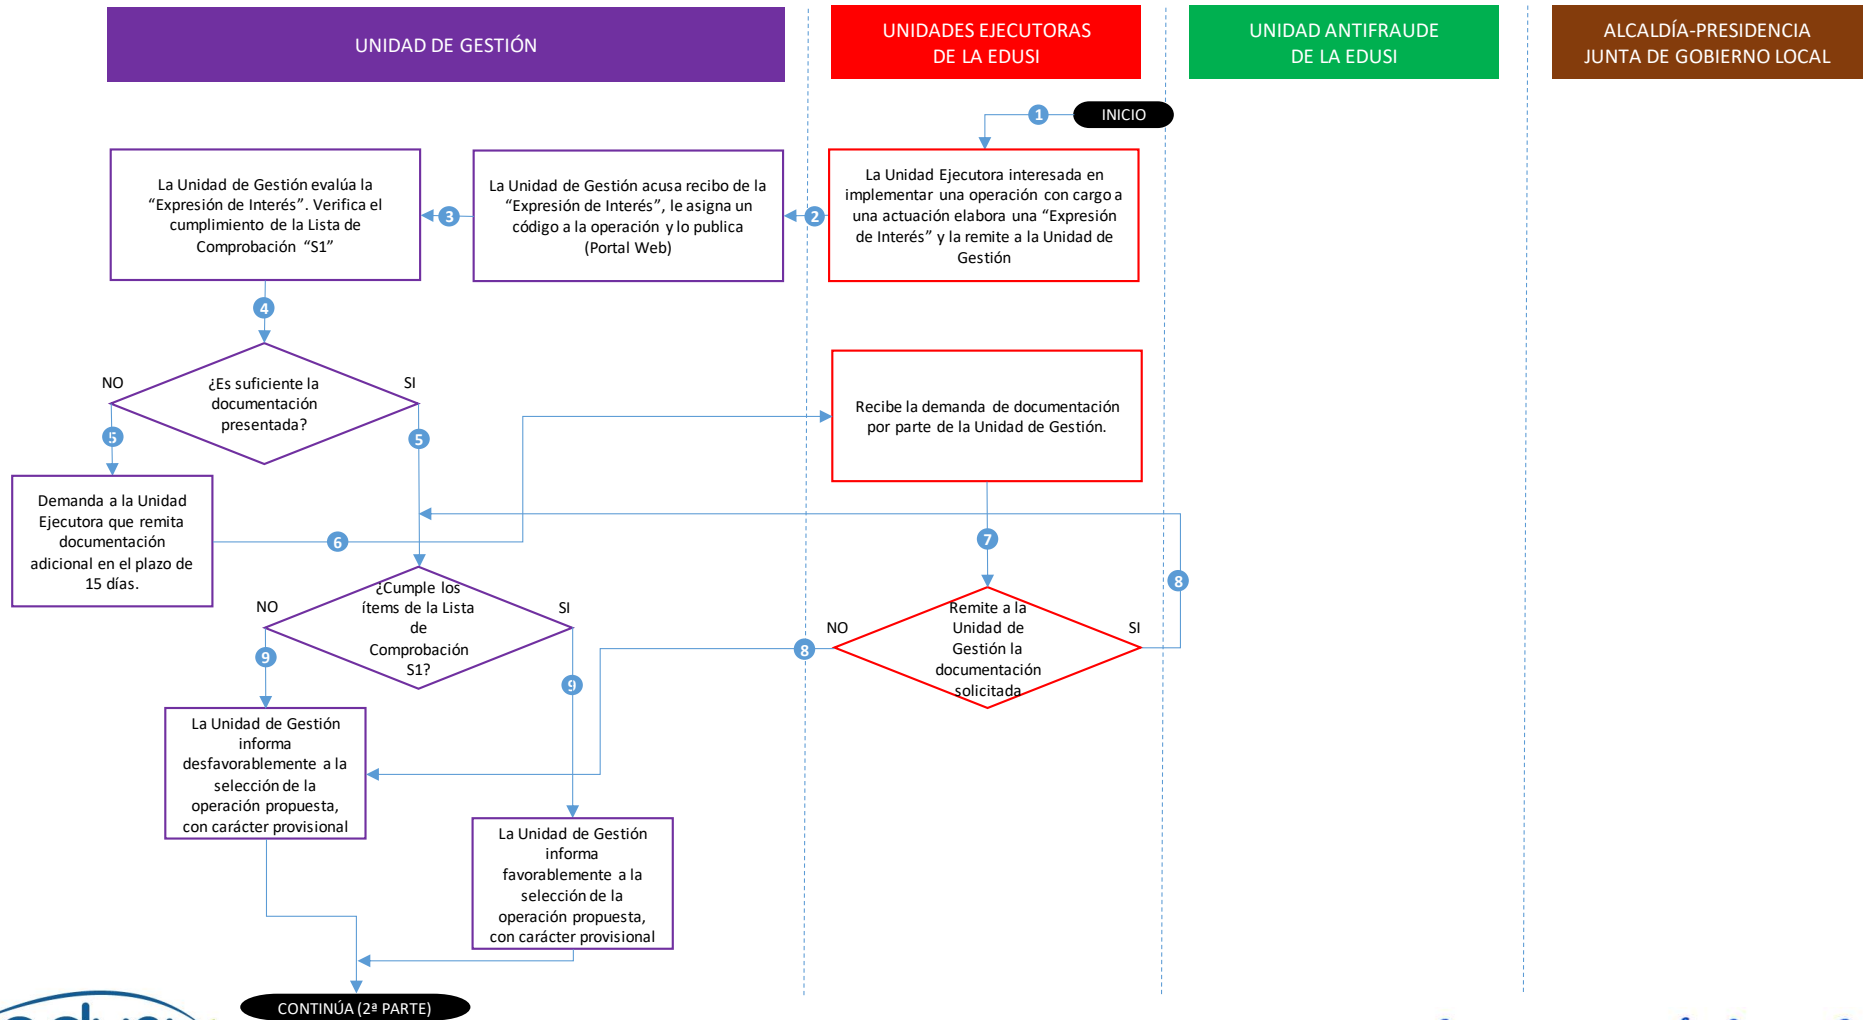 UNIDAD DE GESTIÓN
UNIDADES EJECUTORAS
DE LA EDUSI
UNIDAD ANTIFRAUDE
DE LA EDUSI
ALCALDÍA-PRESIDENCIA
JUNTA DE GOBIERNO LOCAL
1
INICIO
La Unidad de Gestión evalúa la
“Expresión de Interés”. Verifica el
cumplimiento de la Lista de
Comprobación “S1”
3
La Unidad de Gestión acusa recibo de la
“Expresión de Interés”, le asigna un
código a la operación y lo publica
(Portal Web)
2
La Unidad Ejecutora interesada en
implementar una operación con cargo a
una actuación elabora una “Expresión
de Interés” y la remite a la Unidad de
Gestión
4
NO
¿Es suficiente la
documentación
presentada?
SI
5
5
Recibe la demanda de documentación
por parte de la Unidad de Gestión.
Demanda a la Unidad
Ejecutora que remita
documentación
adicional en el plazo de
15 días.
6
7
8
NO
¿Cumple los
ítems de la Lista
de
Comprobación
S1?
SI
9
9
NO
Remite a la
Unidad de
Gestión la
documentación
solicitada
SI
8
La Unidad de Gestión
informa
desfavorablemente a la
selección de la
operación propuesta,
con carácter provisional
La Unidad de Gestión
informa
favorablemente a la
selección de la
operación propuesta,
con carácter provisional
CONTINÚA (2ª PARTE)